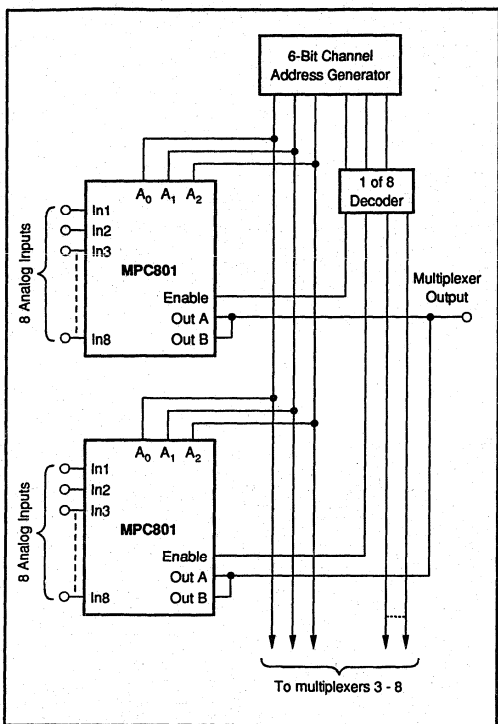 6-Bit Channel
Address Generator
A0 A1 A2
1 of 8
Decoder
8 Analog Inputs
In1
In2
In3
In8
MPC801
Enable
Out A
Out B
Multiplexer
Output
A0 A1 A2
8 Analog Inputs
In1
In2
In3
In8
MPC801
Enable
Out A
Out B
To multiplexers 3 - 8